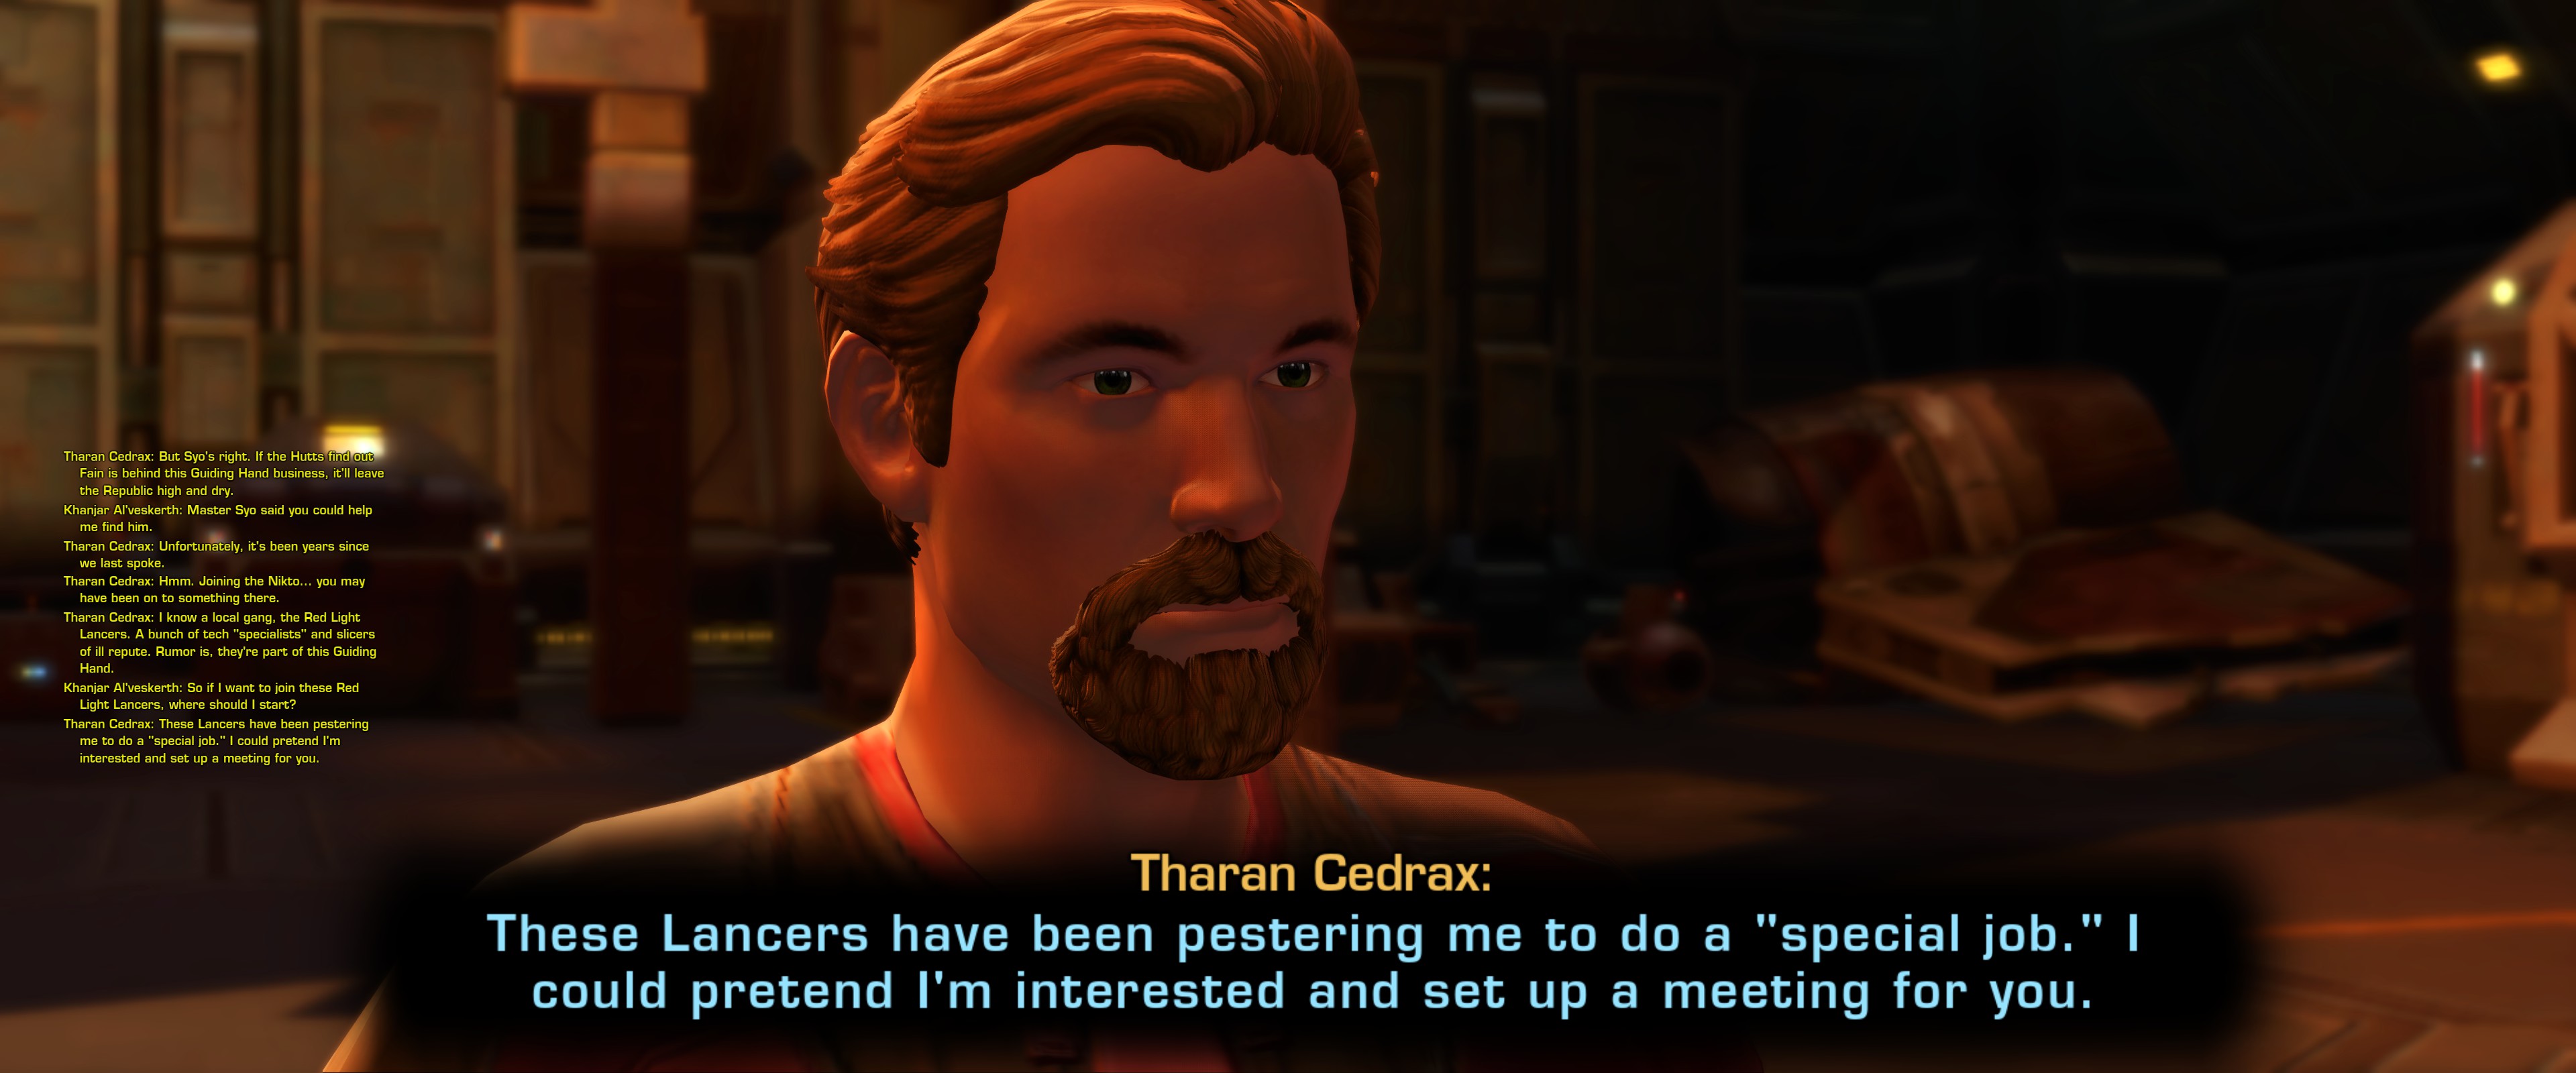 Tharan Cedrax: But Syo's right. If the Hutts find out
Fain is behind this Guiding Hand business, it'll leave
the Republic high and dry.
Khanjar Al'veskerth: Master Syo said you could help
me find him.
Tharan Cedrax: Unfortunately, it's been years since
we last spoke.
Tharan Cedrax: Hmm. Joining the Nikto... you may
have been on to something there.
Tharan Cedrax: I know a local gang, the Red Light
Lancers. A bunch of tech "specialists" and slicers
of ill repute. Rumor is, they're part of this Guiding
Hand.
Khanjar Al'veskerth: So if I want to join these Red
Light Lancers, where should I start?
Tharan Cedrax: These Lancers have been pestering
me to do a "special job." I could pretend I'm
interested and set up a meeting for you.
Tharan Cedrax:
These Lancers have been pestering me to do a "special job." I
could pretend I'm interested and set up a meeting for you.